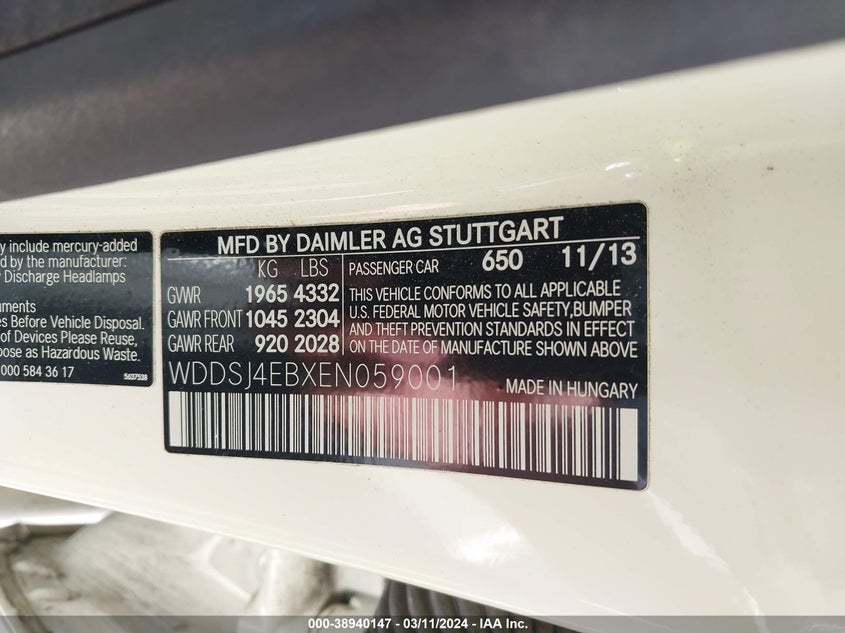 y include mercury-added
d by the manufacturer:
y Discharge Headlamps
uments
es Before Vehicle Disposal.
of Devices Please Reuse,
pose as Hazardous Waste.
000 584 36 17
5637538
MFD BY DAIMLER AG STUTTGART
KG LBS
GVWR 1965 4332
GAWR FRONT 1045 2304
GAWR REAR 920 2028
PASSENGER CAR 650 11/13
THIS VEHICLE CONFORMS TO ALL APPLICABLE
U.S. FEDERAL MOTOR VEHICLE SAFETY,BUMPER
AND THEFT PREVENTION STANDARDS IN EFFECT
ON THE DATE OF MANUFACTURE SHOWN ABOVE
WDDSJ4EBXEN059001
MADE IN HUNGARY
000-38940147 — 03/11/2024 — IAA Inc.